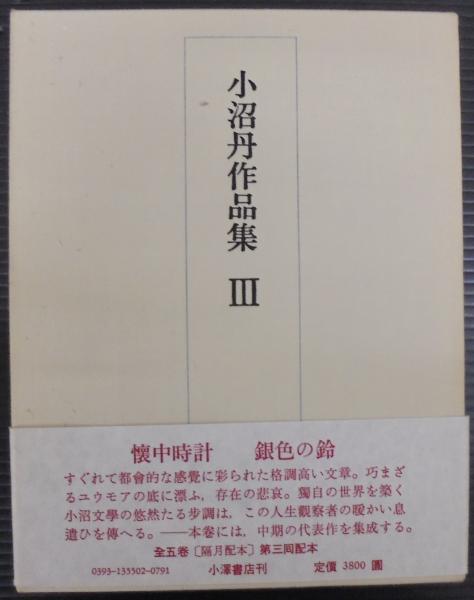 小沼丹作品集 Ⅲ
懷中時計　銀色の鈴
すぐれて都會的な感覺に彩られた格調高い文章。巧まざ
るユウモアの底に漂ふ，存在の悲哀。獨自の世界を築く
小沼文學の悠然たる步調は，この人生觀察者の暖かい息
遣ひを傳へる。——本卷には，中期の代表作を集成する。
全五卷〔隔月配本〕第三回配本
0393-133502-0791　小澤書店刊　定價 3800 圓